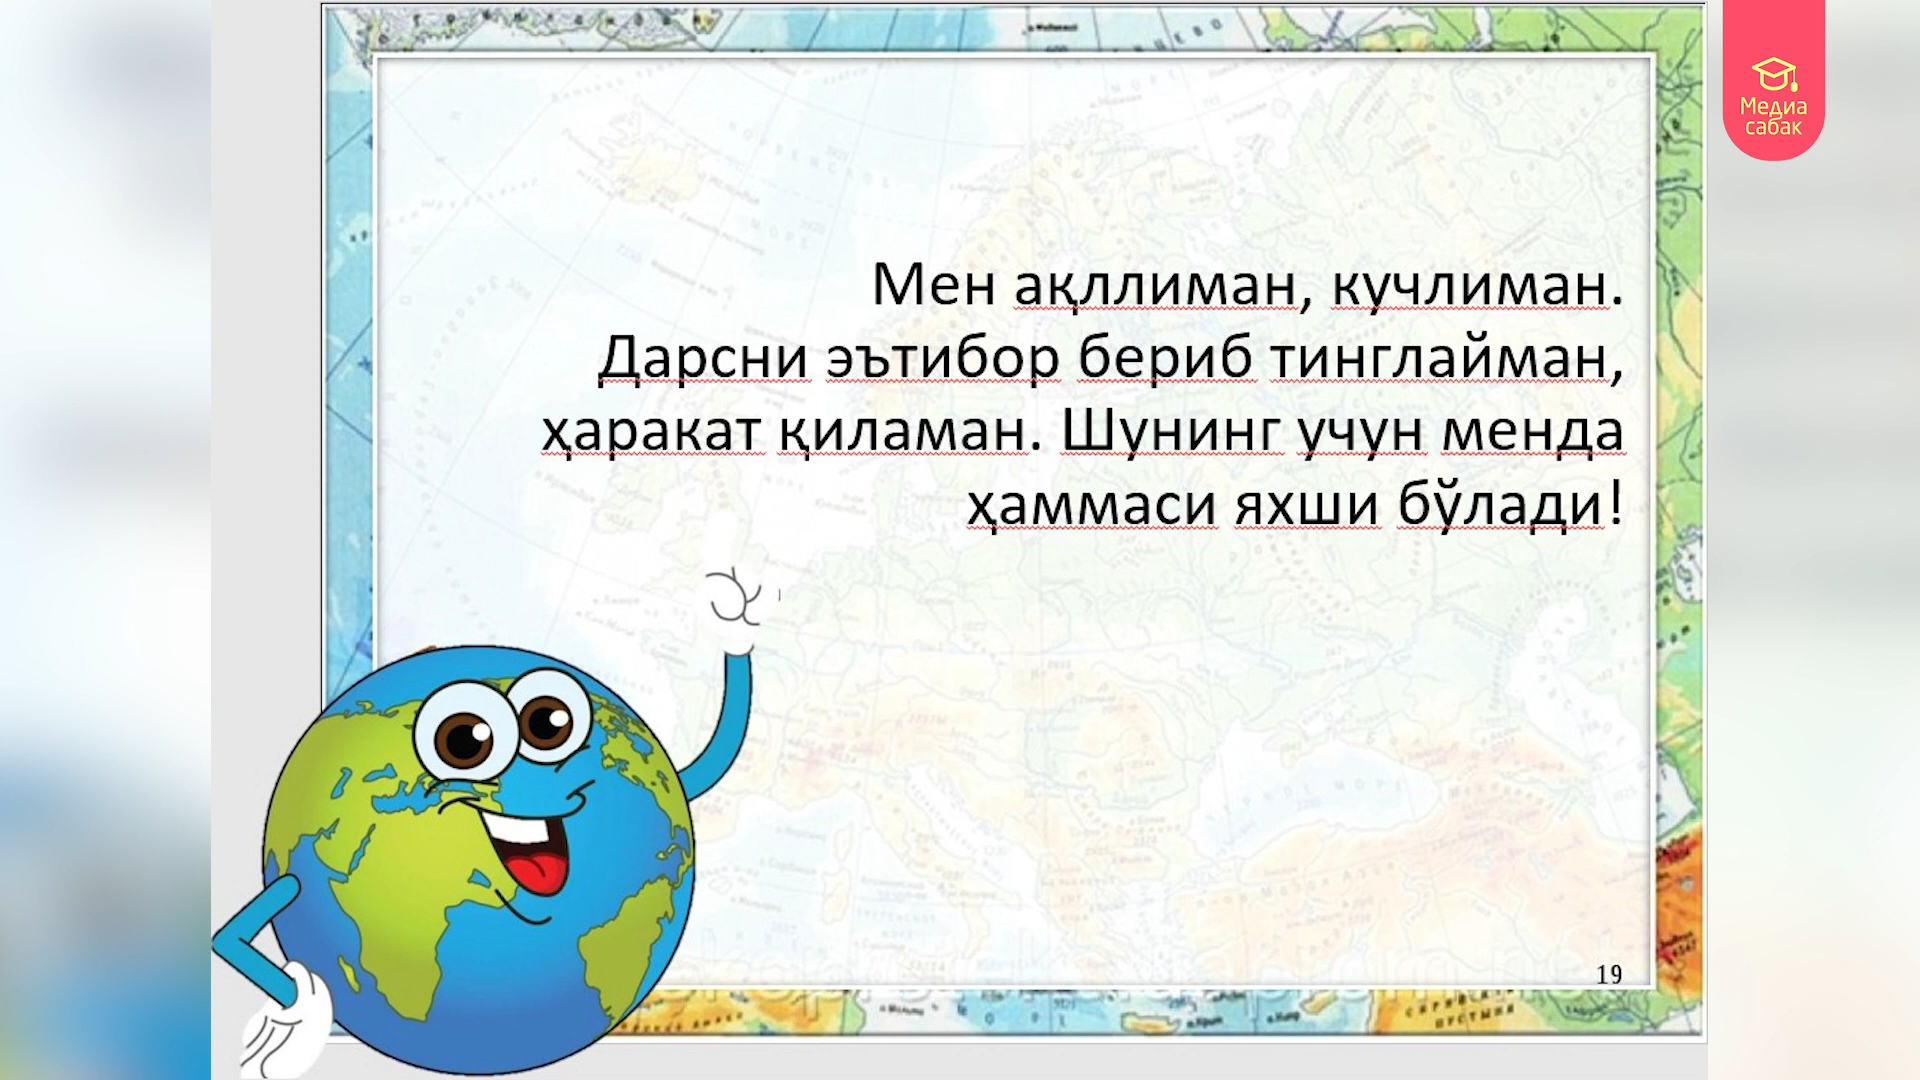 Медиа
сабак
Мен ақллиман, кучлиман.
Дарсни эътибор бериб тинглайман,
ҳаракат қиламан. Шунинг учун менда
ҳаммаси яхши бўлади!
19